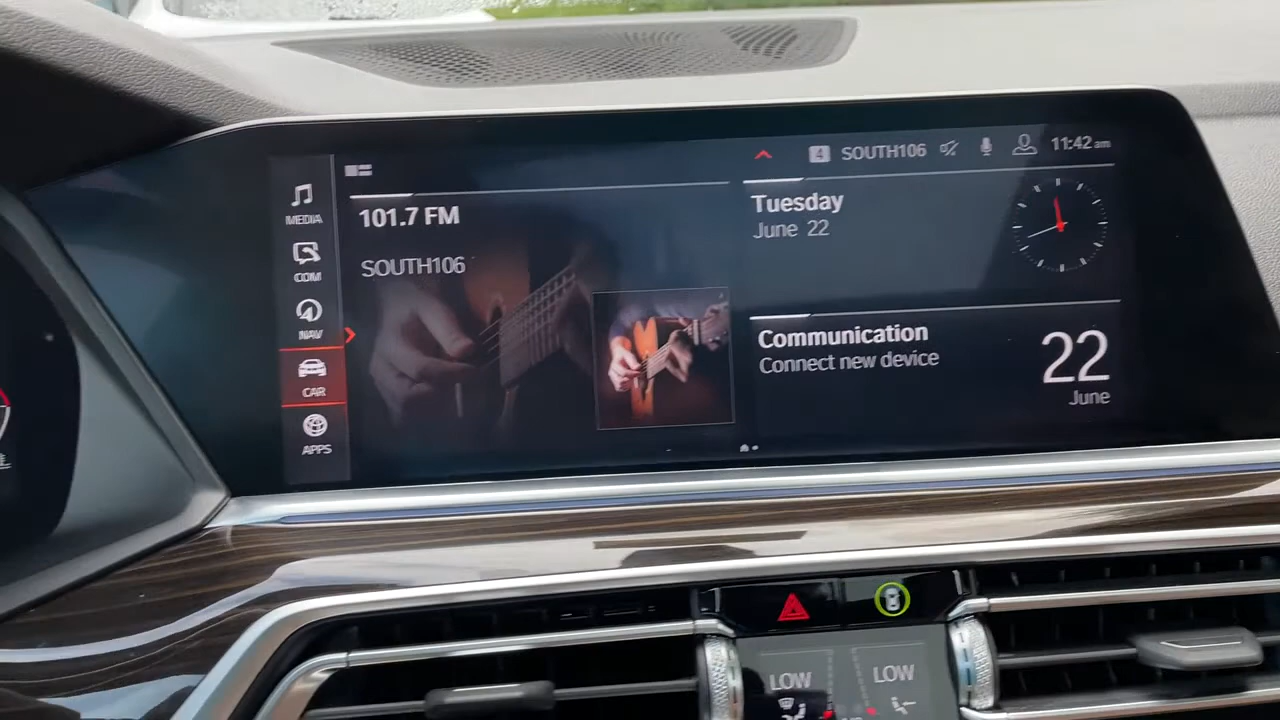 4 SOUTH106 11:42 am
MEDIA
COM
NAV
CAR
APPS
101.7 FM
SOUTH106
Tuesday
June 22
Communication
Connect new device
22
June
LOW
LOW